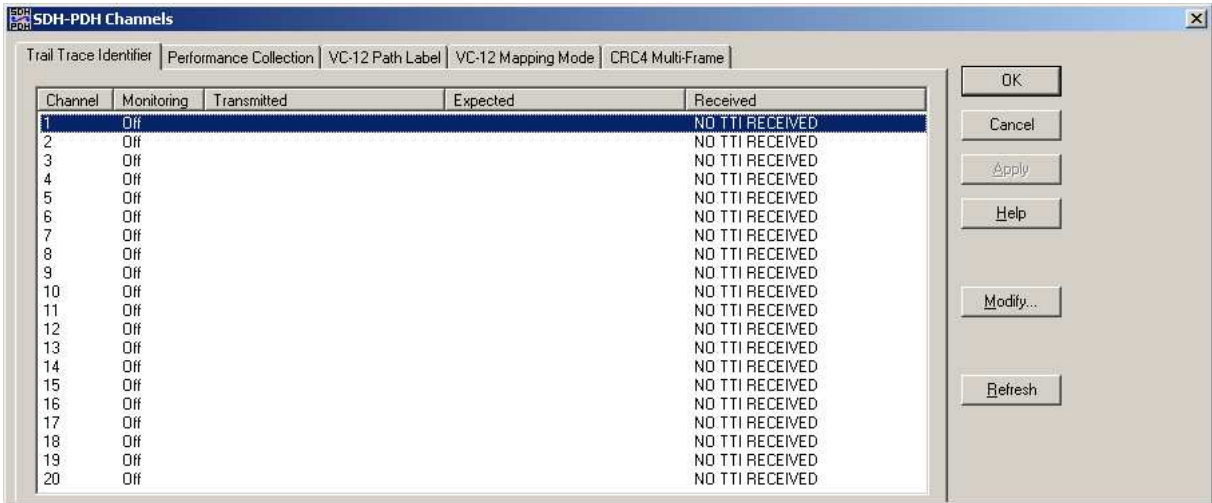 SDH PDH SDH-PDH Channels
Trail Trace Identifier Performance Collection VC-12 Path Label VC-12 Mapping Mode CRC4 Multi-Frame
OK
Channel Monitoring Transmitted Expected Received
1 Off NO TTI RECEIVED
Cancel
2 Off NO TTI RECEIVED
3 Off NO TTI RECEIVED
Apply
4 Off NO TTI RECEIVED
5 Off NO TTI RECEIVED
Help
6 Off NO TTI RECEIVED
7 Off NO TTI RECEIVED
8 Off NO TTI RECEIVED
9 Off NO TTI RECEIVED
10 Off NO TTI RECEIVED
Modify...
11 Off NO TTI RECEIVED
12 Off NO TTI RECEIVED
13 Off NO TTI RECEIVED
14 Off NO TTI RECEIVED
15 Off NO TTI RECEIVED
Refresh
16 Off NO TTI RECEIVED
17 Off NO TTI RECEIVED
18 Off NO TTI RECEIVED
19 Off NO TTI RECEIVED
20 Off NO TTI RECEIVED